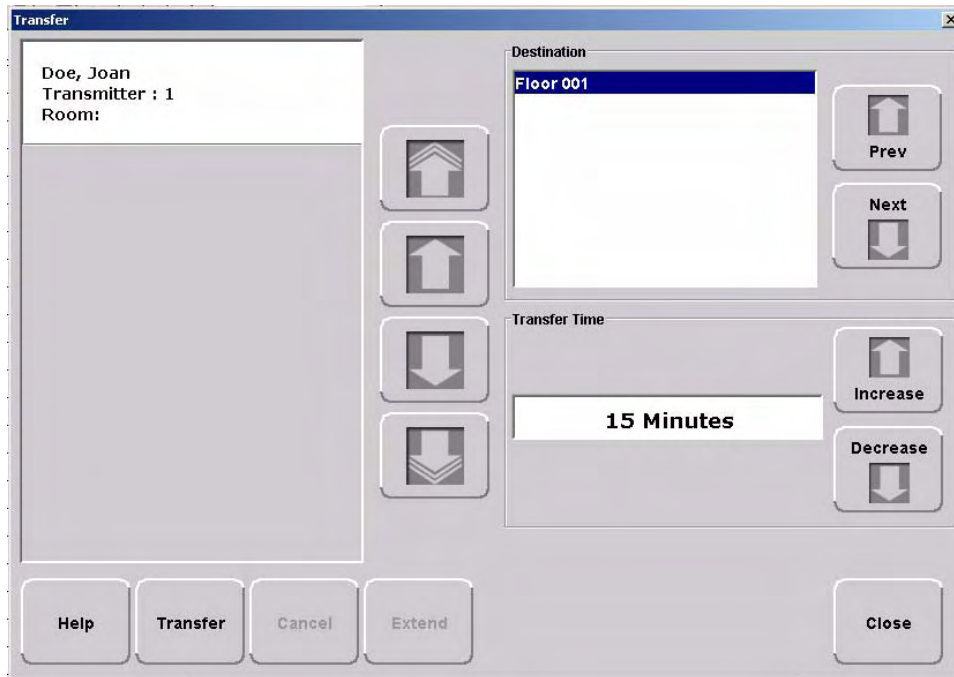 Transfer
Doe, Joan
Transmitter : 1
Room:
Destination
Floor 001
Prev
Next
Transfer Time
15 Minutes
Increase
Decrease
Help
Transfer
Cancel
Extend
Close